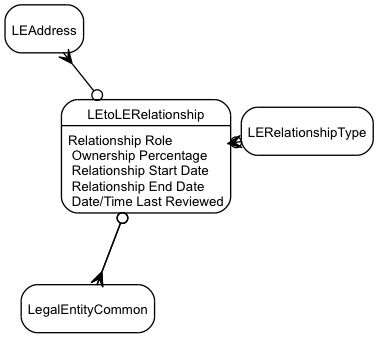 LEAddress
LEtoLERelationship
Relationship Role
Ownership Percentage
Relationship Start Date
Relationship End Date
Date/Time Last Reviewed
LERelationshipType
LegalEntityCommon